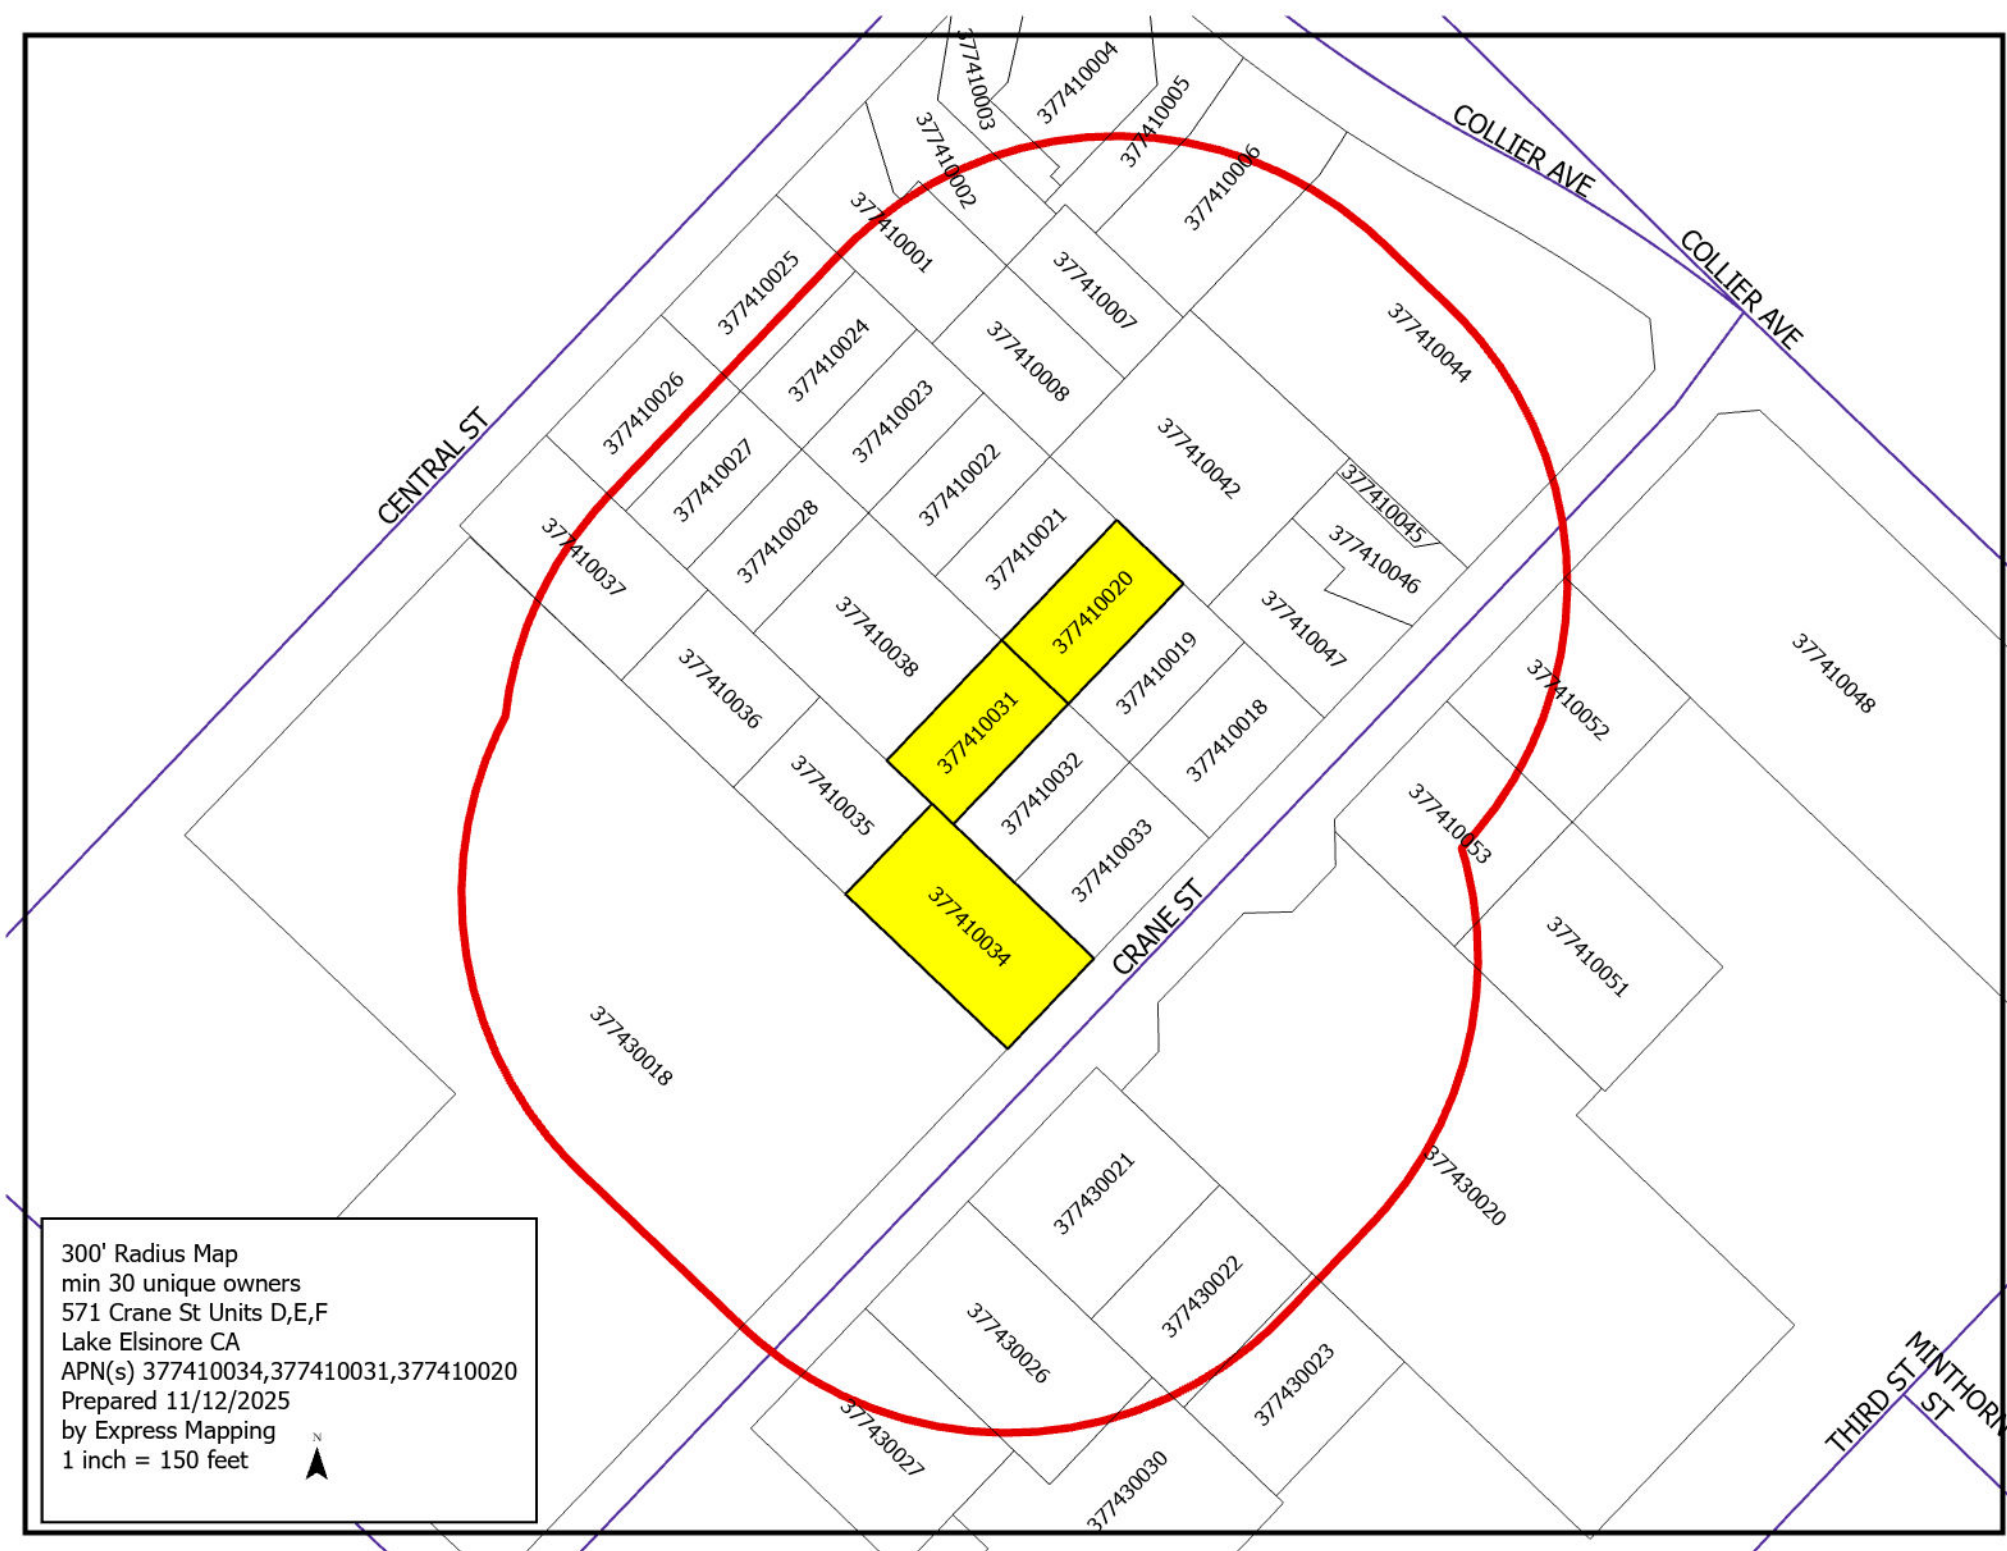 377410003
377410004
377410005
377410002
377410006
COLLIER AVE
377410001
COLLIER AVE
377410025
377410007
377410024
377410008
377410044
377410026
377410023
CENTRAL ST
377410027
377410022
377410042
377410045
377410037
377410028
377410021
377410046
377410020
377410038
377410019
377410047
377410036
377410052
377410048
377410031
377410018
377410035
377410032
377410053
377410033
377410034
CRANE ST
377410051
377430018
377430021
377430020
377430022
377430026
377430023
377430027
377430030
THIRD ST
MINTHORN ST
300' Radius Map
min 30 unique owners
571 Crane St Units D,E,F
Lake Elsinore CA
APN(s) 377410034,377410031,377410020
Prepared 11/12/2025
by Express Mapping
1 inch = 150 feet
N